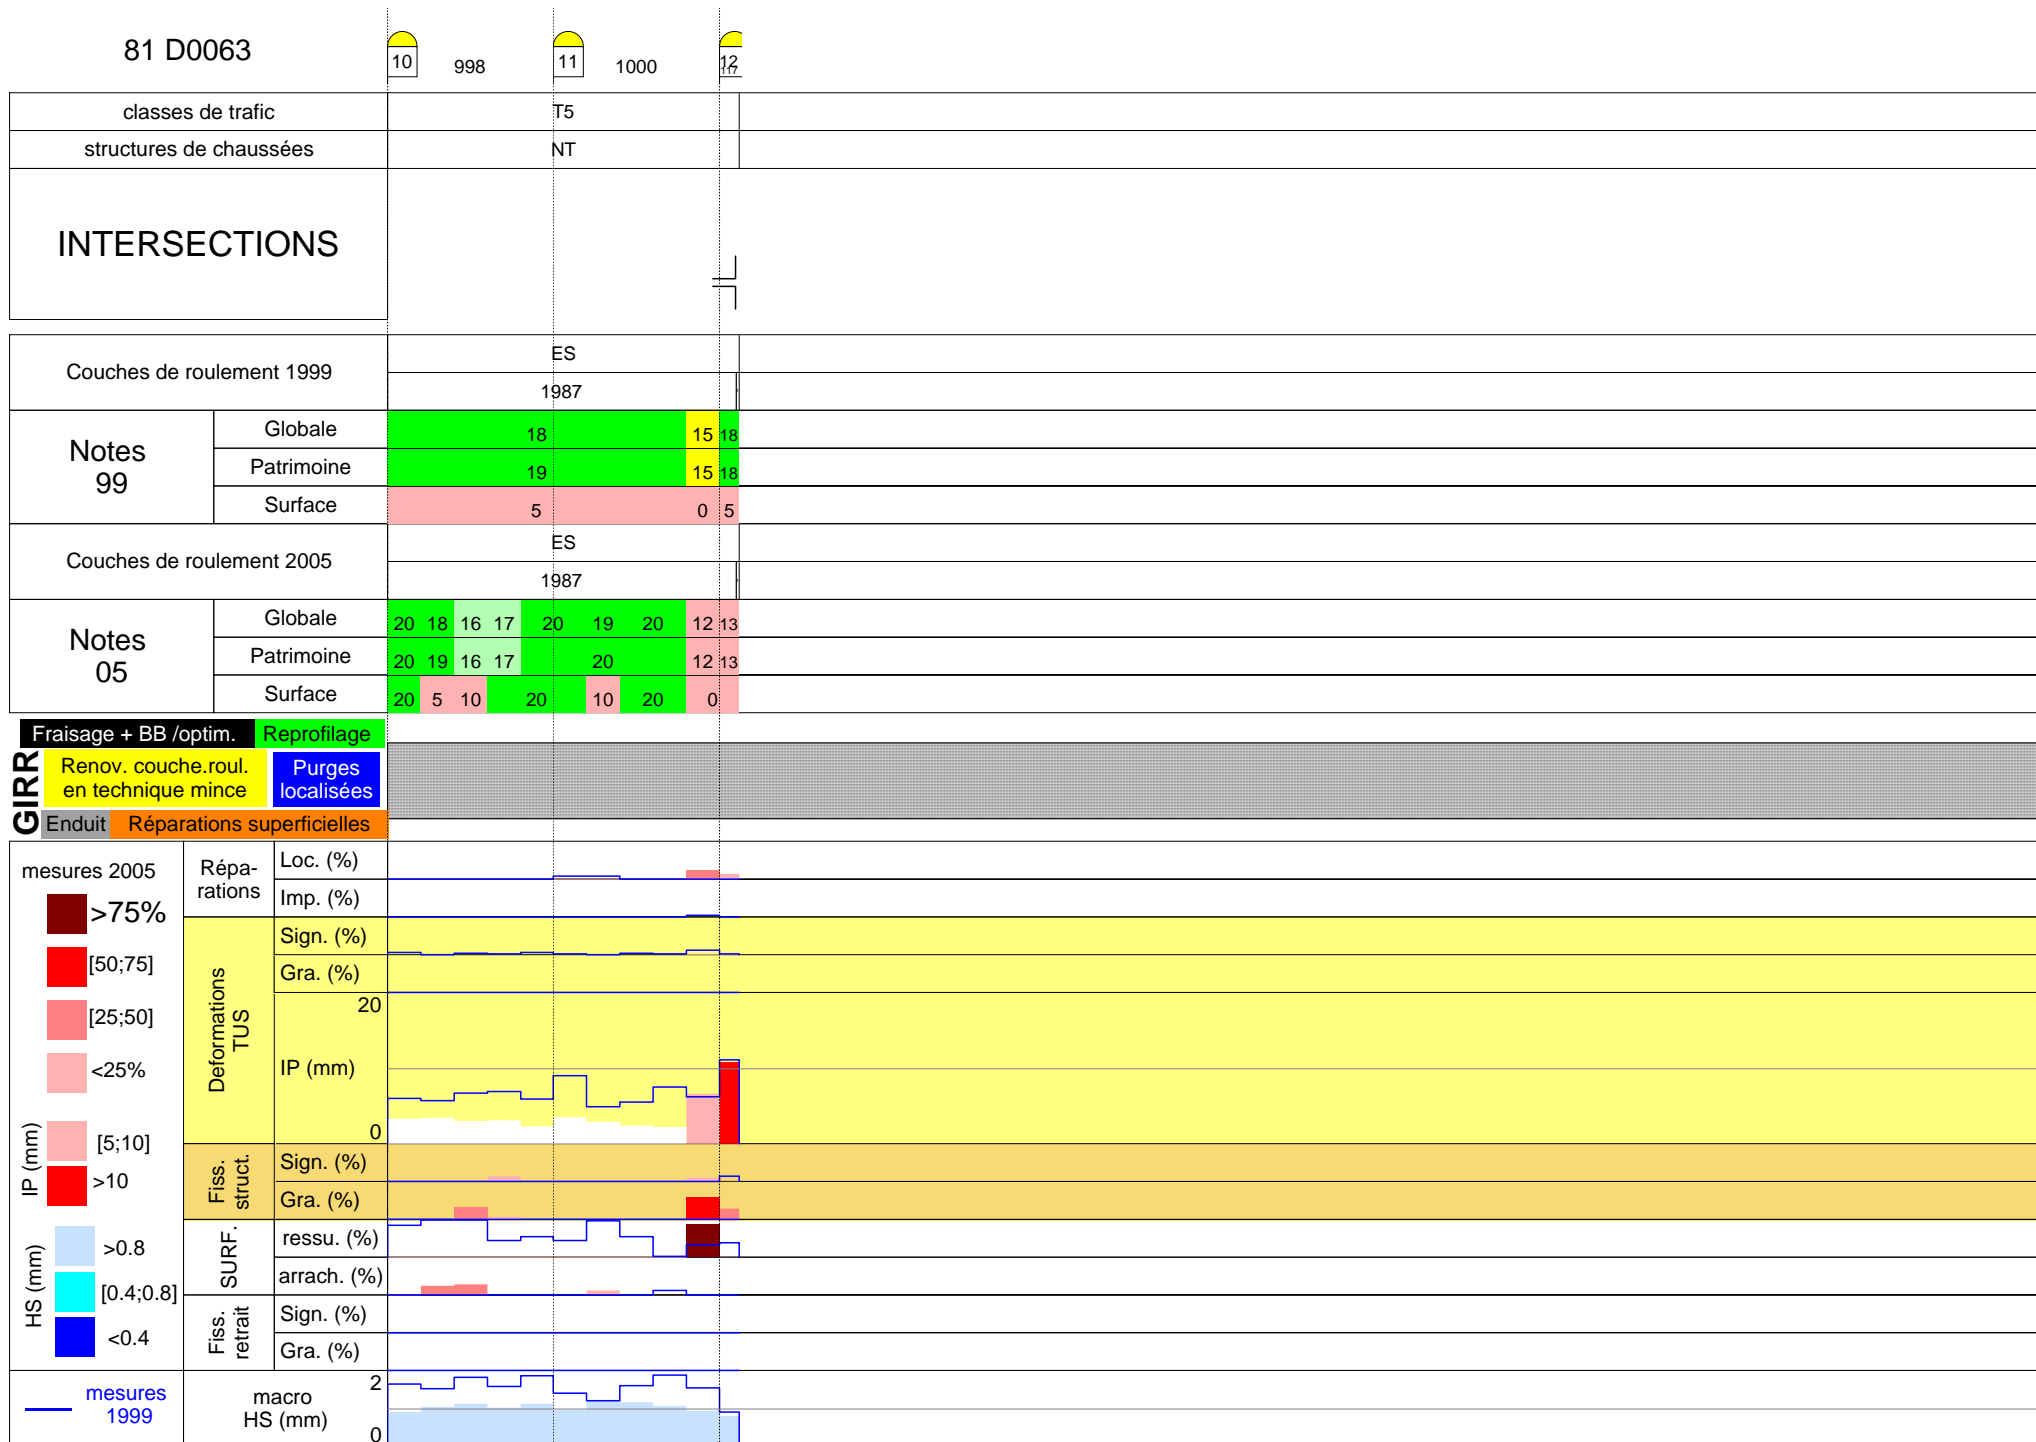 81 D0063
10 998 11 1000 12
117
classes de trafic T5
structures de chaussées NT
INTERSECTIONS
Couches de roulement 1999
ES
1987
Notes
99
Globale 18 15 18
Patrimoine 19 15 18
Surface 5 0 5
Couches de roulement 2005
ES
1987
Notes
05
Globale 20 18 16 17 20 19 20 12 13
Patrimoine 20 19 16 17 20 12 13
Surface 20 5 10 20 10 20 0
GIRR
Fraisage + BB /optim. Reprofilage
Renov. couche.roul.
en technique mince
Purges
localisées
Enduit Réparations superficielles
mesures 2005
>75%
[50;75]
[25;50]
<25%
IP (mm)
[5;10]
>10
HS (mm)
>0.8
[0.4;0.8]
<0.4
mesures
1999
Répa-
rations
Loc. (%)
Imp. (%)
Deformations
TUS
Sign. (%)
Gra. (%)
20
IP (mm)
0
Fiss.
struct.
Sign. (%)
Gra. (%)
SURF.
ressu. (%)
arrach. (%)
Fiss.
retrait
Sign. (%)
Gra. (%)
macro
HS (mm)
2
0